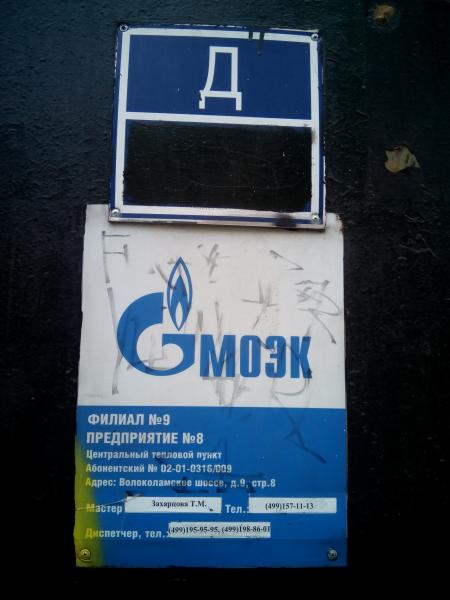 Д
МОЭК
ФИЛИАЛ №9
ПРЕДПРИЯТИЕ №8
Центральный тепловой пункт
Абонентский № 02-01-0316/009
Адрес: Волоколамское шоссе, д.9, стр.8
Мастер Захарцова Т.М. Тел.: (499)157-11-13
Диспетчер, тел.: (499)195-95-95, (499)198-86-01